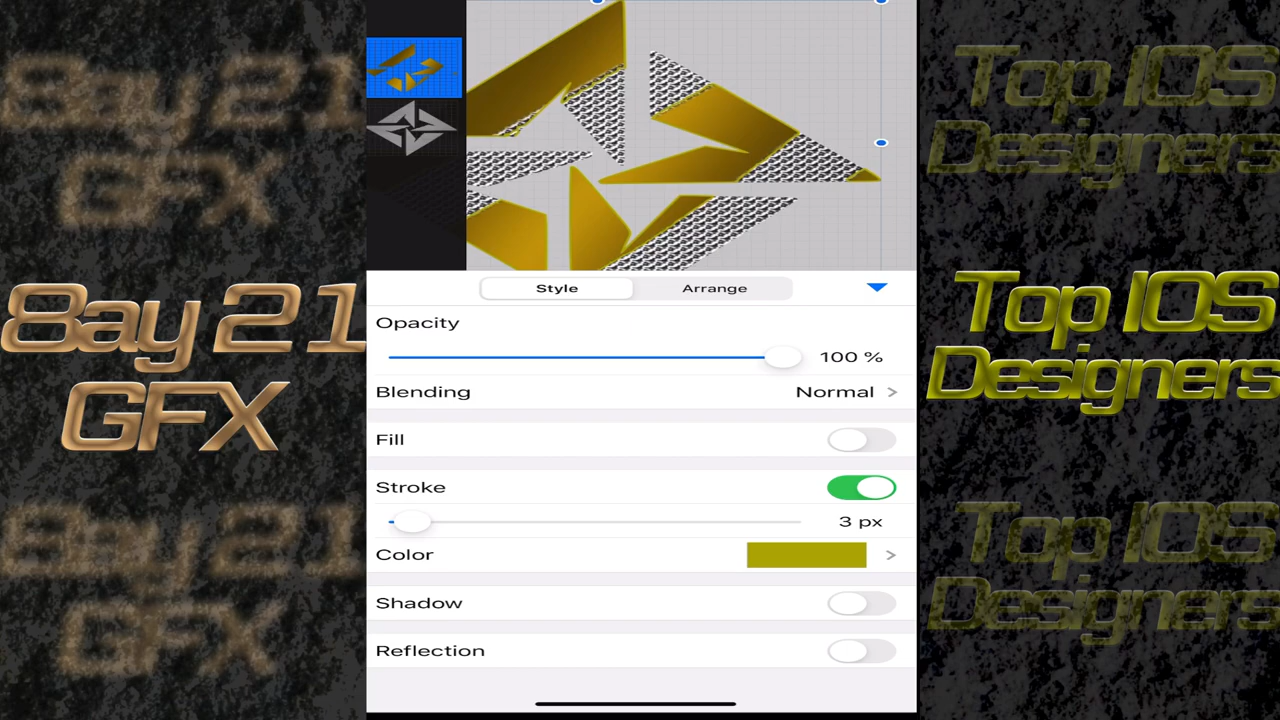 8ay 21
GFX
8ay 21
GFX
8ay 21
GFX
Style
Arrange
Opacity
100 %
Blending
Normal
Fill
Stroke
3 px
Color
Shadow
Reflection
Top IOS
Designers
Top IOS
Designers
Top IOS
Designers